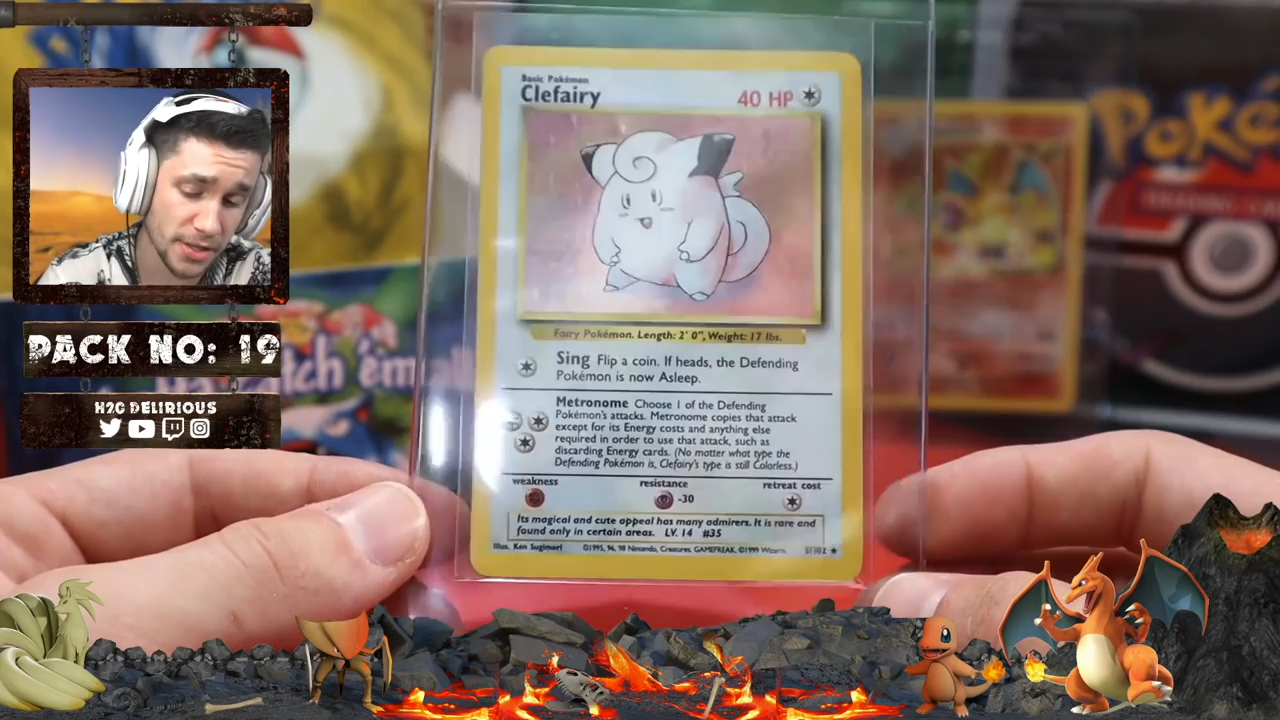 Basic Pokémon
Clefairy
40 HP
Fairy Pokémon. Length: 2' 0", Weight: 17 lbs.
Sing Flip a coin. If heads, the Defending
Pokémon is now Asleep.
Metronome Choose 1 of the Defending
Pokémon's attacks. Metronome copies that attack
except for its Energy costs and anything else
required in order to use that attack, such as
discarding Energy cards. (No matter what type the
Defending Pokémon is, Clefairy's type is still Colorless.)
weakness
resistance
retreat cost
-30
Its magical and cute appeal has many admirers. It is rare and
found only in certain areas. LV. 14 #35
Illus. Ken Sugimori ©1995, 96, 98 Nintendo, Creatures, GAMEFREAK. ©1999 Wizards.
PACK NO: 19
H2O DELIRIOUS
catch 'em
POKé